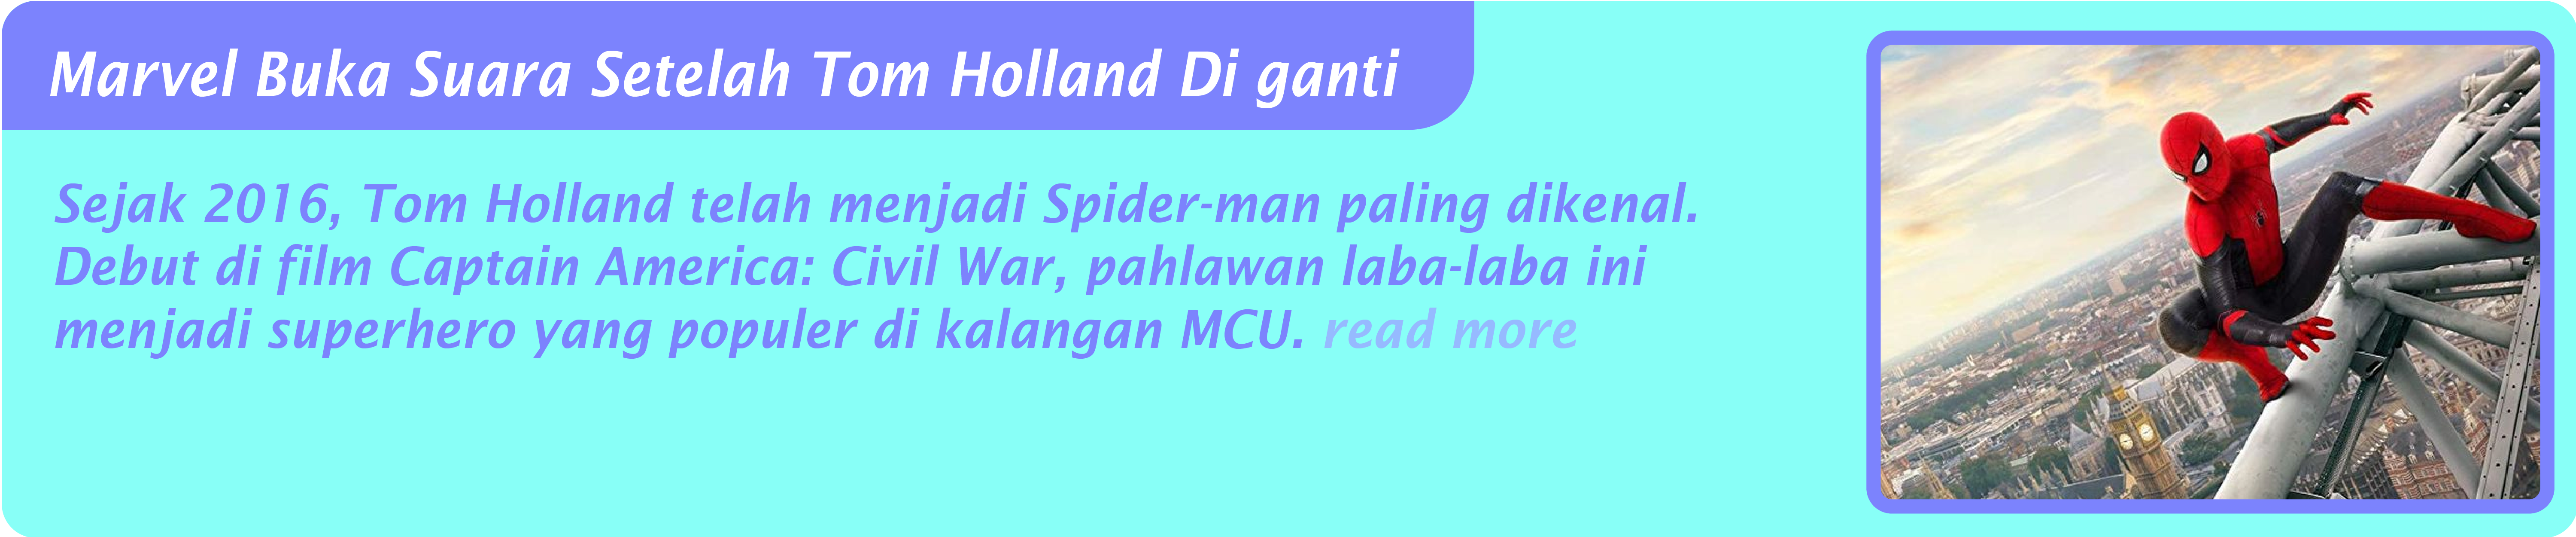 Marvel Buka Suara Setelah Tom Holland Di ganti
Sejak 2016, Tom Holland telah menjadi Spider-man paling dikenal.
Debut di film Captain America: Civil War, pahlawan laba-laba ini
menjadi superhero yang populer di kalangan MCU. read more